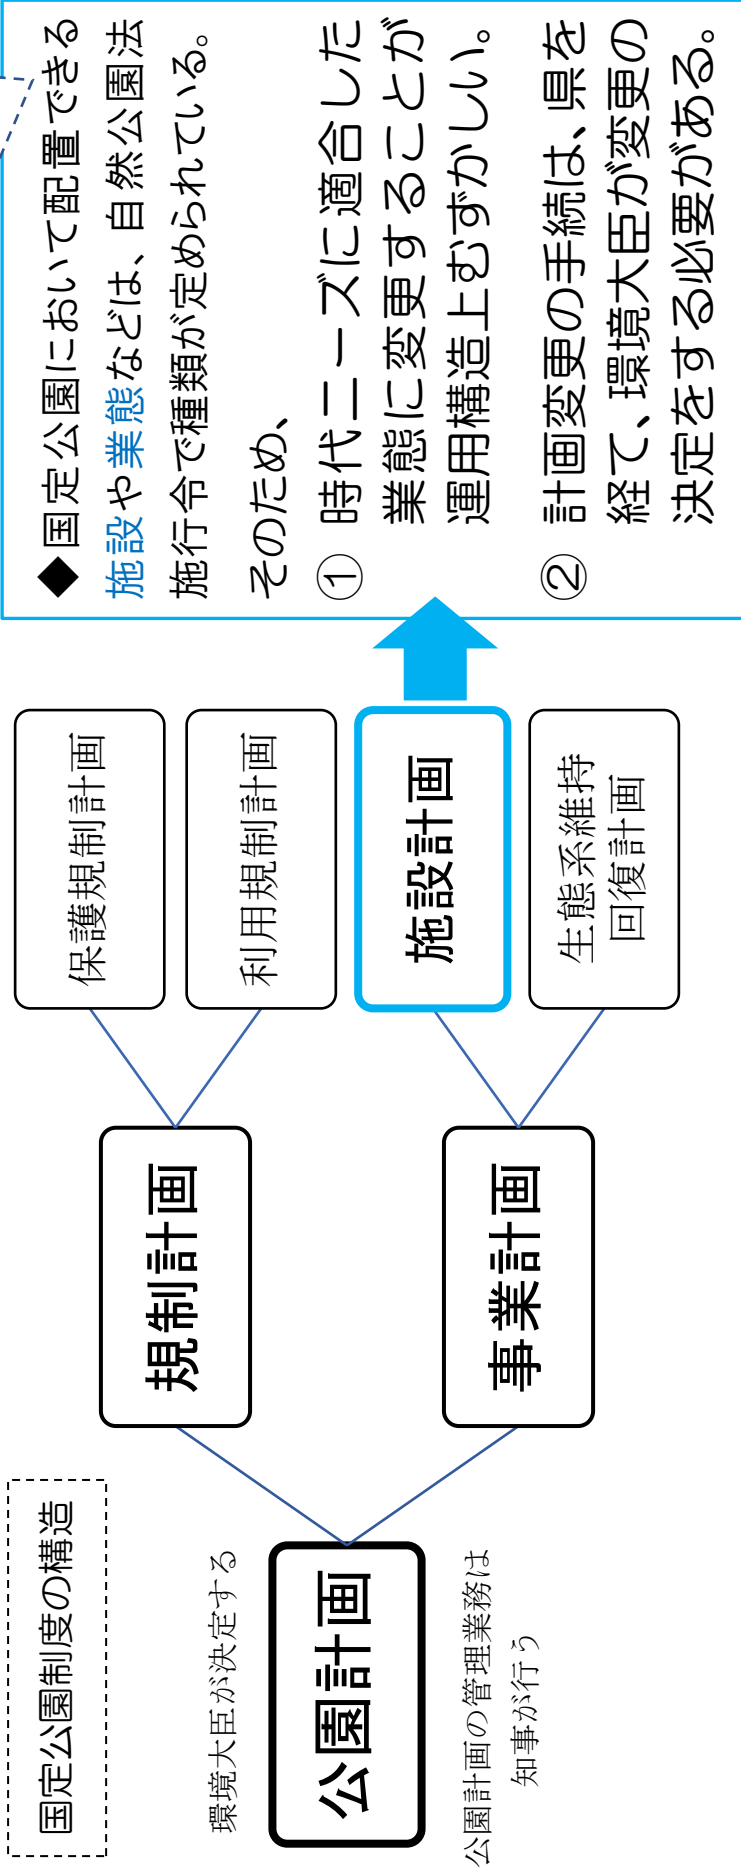 国定公園制度の構造
環境大臣が決定する
公園計画
公園計画の管理業務は
知事が行う
規制計画
事業計画
保護規制計画
利用規制計画
施設計画
生態系維持
回復計画
◆国定公園において配置できる
施設や業態などは、自然公園法
施行令で種類が定められている。
そのため、
① 時代ニーズに適合した
業態に変更することが
運用構造上むずかしい。
② 計画変更の手続は、県を
経て、環境大臣が変更の
決定をする必要がある。